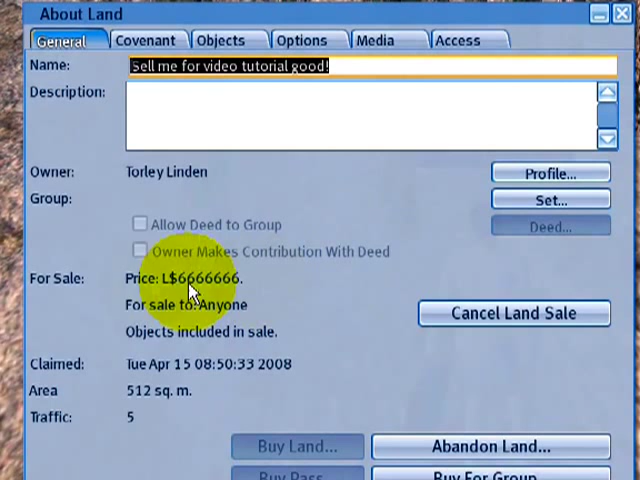 About Land
General Covenant Objects Options Media Access
Name: Sell me for video tutorial good!
Description:
Owner: Torley Linden Profile...
Group: Set...
Allow Deed to Group Deed...
Owner Makes Contribution With Deed
For Sale: Price: L$6666666.
For sale to: Anyone Cancel Land Sale
Objects included in sale.
Claimed: Tue Apr 15 08:50:33 2008
Area 512 sq. m.
Traffic: 5
Buy Land... Abandon Land...
Buy Pass... Buy For Group...